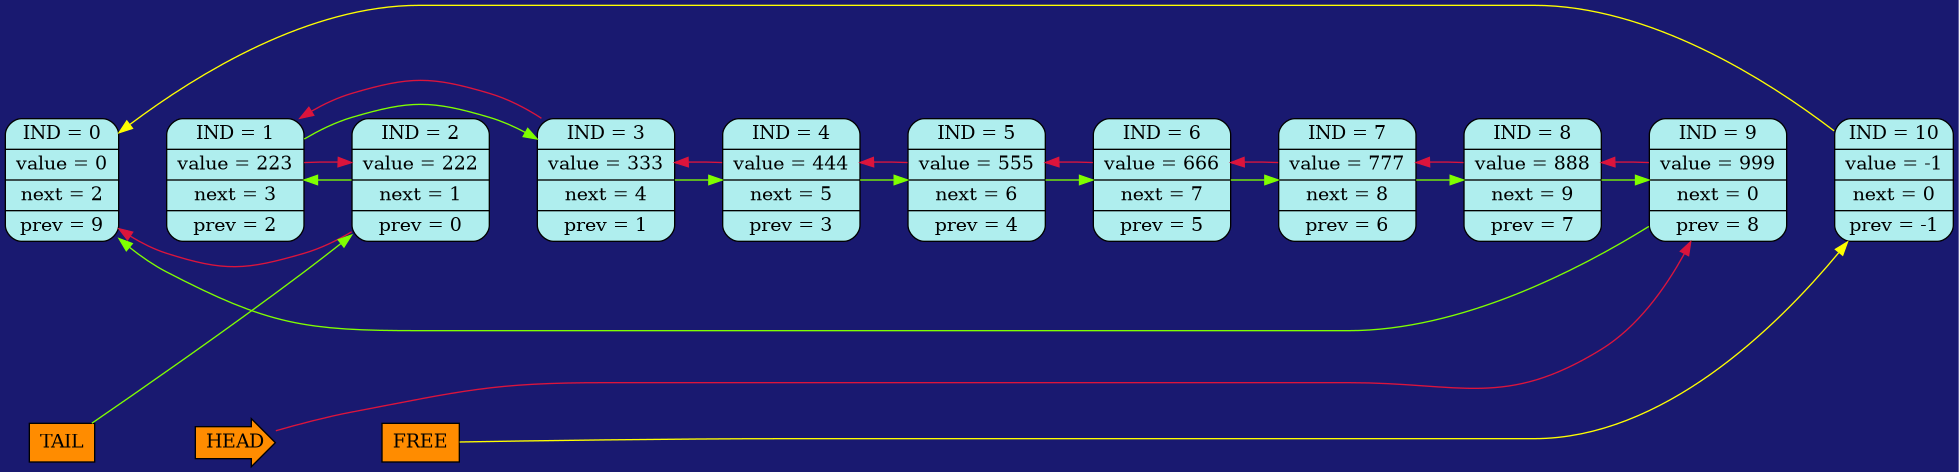 IND = 0
value = 0
next = 2
prev = 9
IND = 1
value = 223
next = 3
prev = 2
IND = 2
value = 222
next = 1
prev = 0
IND = 3
value = 333
next = 4
prev = 1
IND = 4
value = 444
next = 5
prev = 3
IND = 5
value = 555
next = 6
prev = 4
IND = 6
value = 666
next = 7
prev = 5
IND = 7
value = 777
next = 8
prev = 6
IND = 8
value = 888
next = 9
prev = 7
IND = 9
value = 999
next = 0
prev = 8
IND = 10
value = -1
next = 0
prev = -1
TAIL
HEAD
FREE